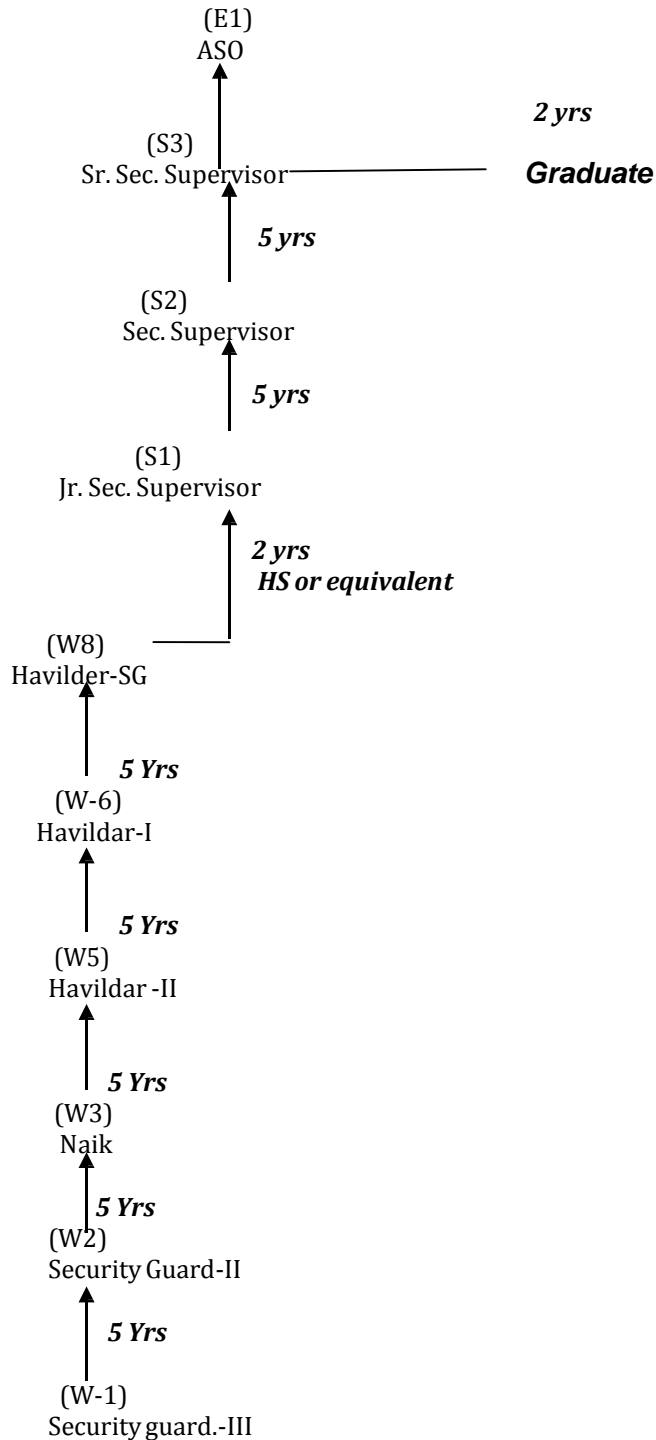 (E1)
ASO
2 yrs
(S3)
Sr. Sec. Supervisor
Graduate
5 yrs
(S2)
Sec. Supervisor
5 yrs
(S1)
Jr. Sec. Supervisor
2 yrs
HS or equivalent
(W8)
Havilder-SG
5 Yrs
(W-6)
Havildar-I
5 Yrs
(W5)
Havildar -II
5 Yrs
(W3)
Naik
5 Yrs
(W2)
Security Guard-II
5 Yrs
(W-1)
Security guard.-III